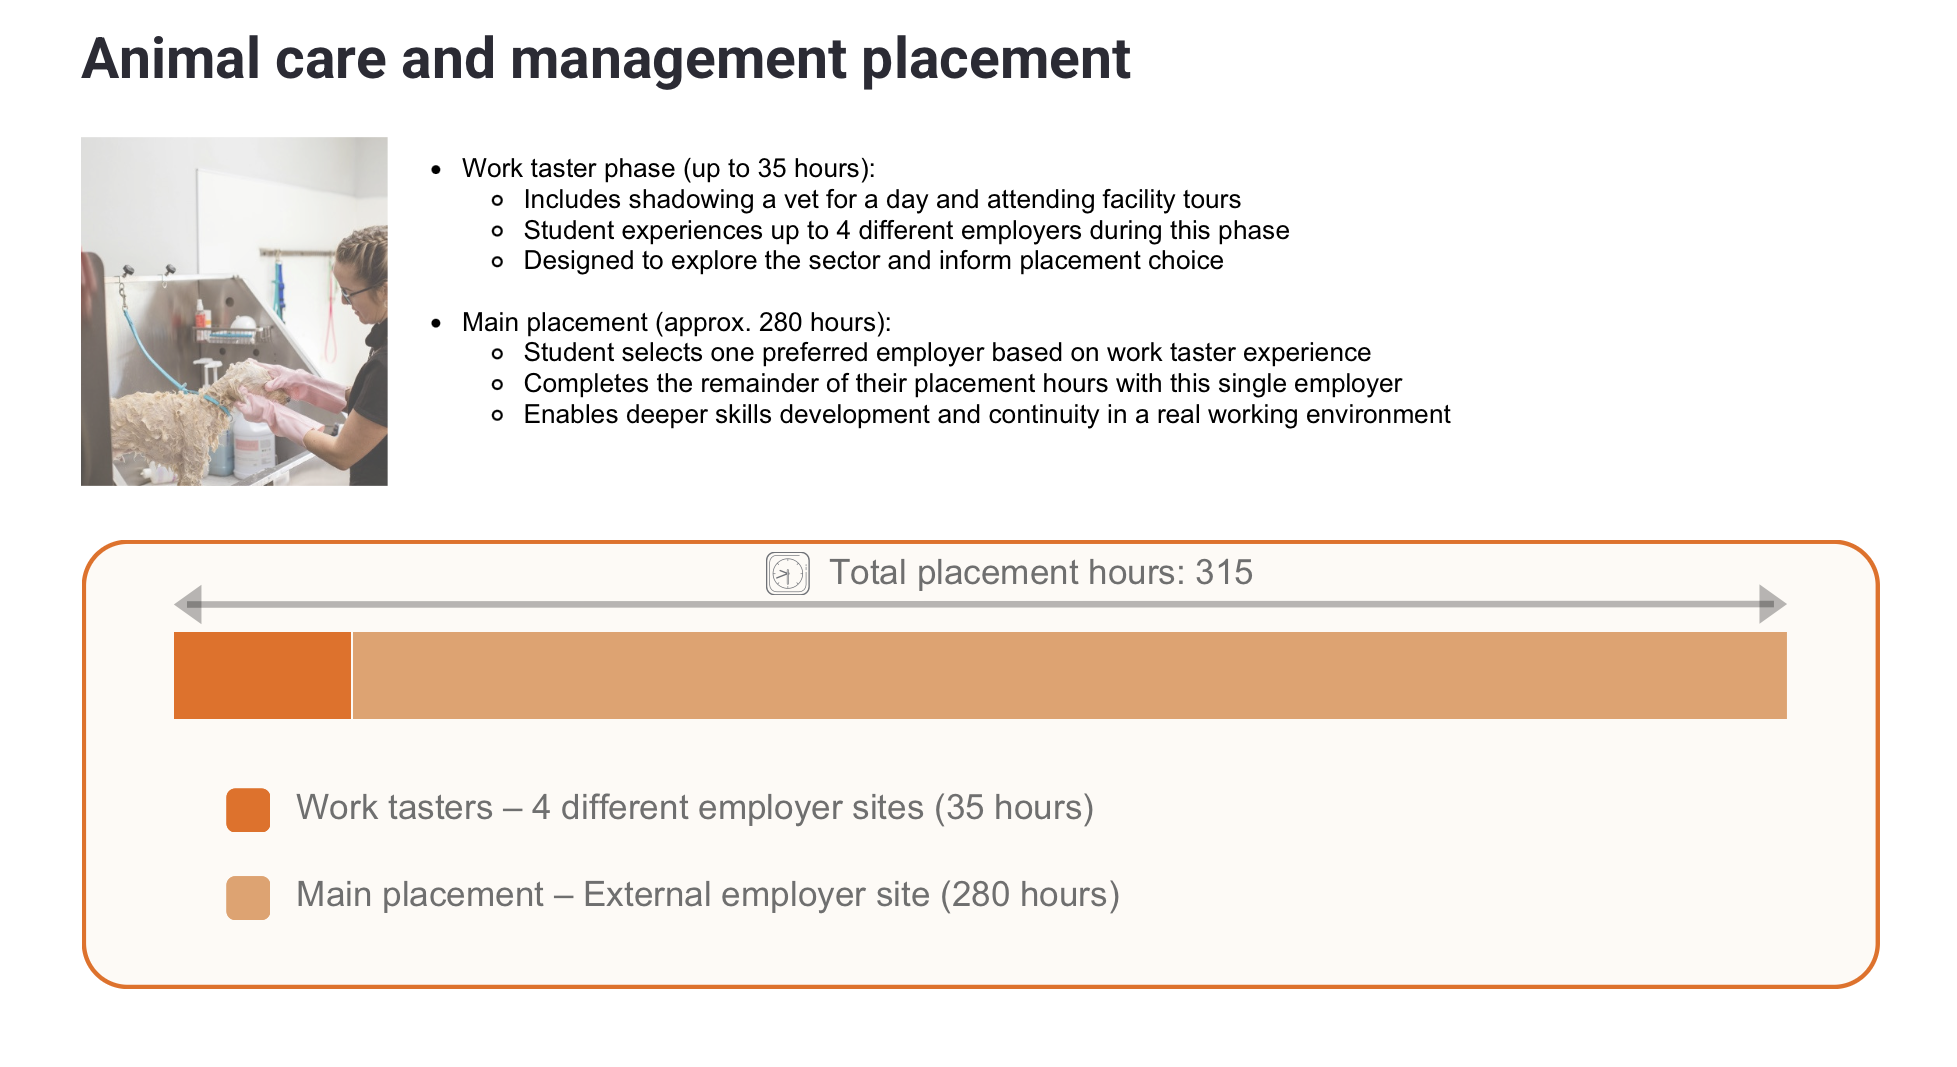 Animal care and management placement
• Work taster phase (up to 35 hours):
o Includes shadowing a vet for a day and attending facility tours
o Student experiences up to 4 different employers during this phase
o Designed to explore the sector and inform placement choice
• Main placement (approx. 280 hours):
o Student selects one preferred employer based on work taster experience
o Completes the remainder of their placement hours with this single employer
o Enables deeper skills development and continuity in a real working environment
Total placement hours: 315
Work tasters – 4 different employer sites (35 hours)
Main placement – External employer site (280 hours)